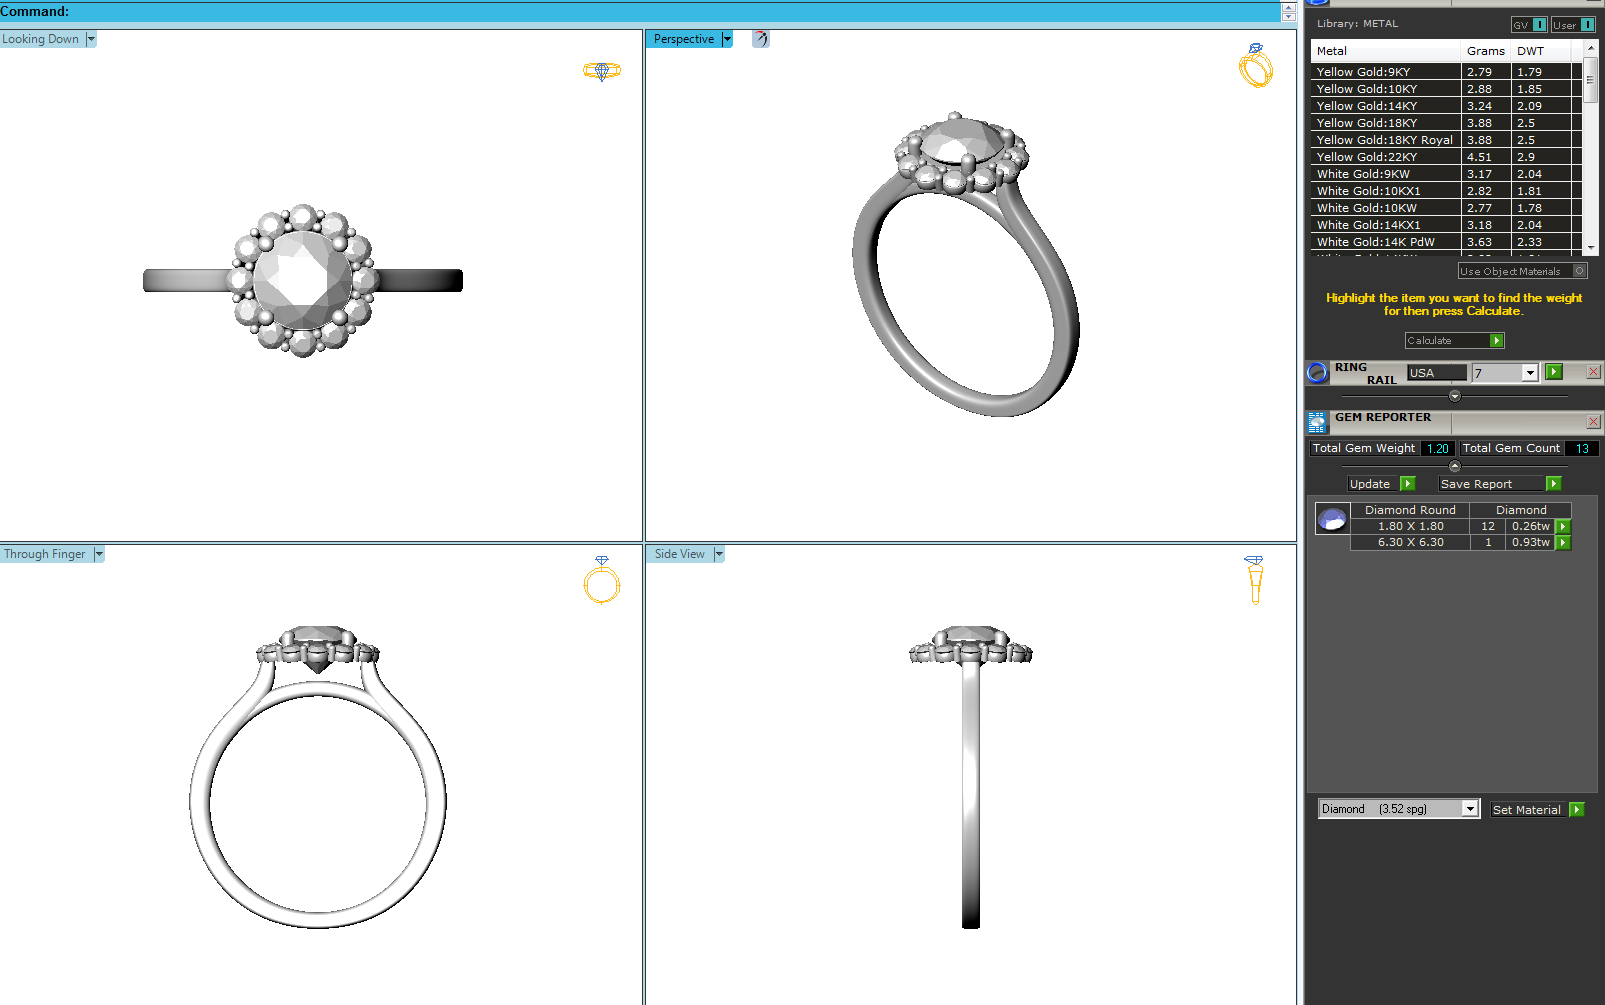 Command:
Looking Down
Perspective
Through Finger
Side View
Library: METAL
GV I User I
Metal Grams DWT
Yellow Gold:9KY 2.79 1.79
Yellow Gold:10KY 2.88 1.85
Yellow Gold:14KY 3.24 2.09
Yellow Gold:18KY 3.88 2.5
Yellow Gold:18KY Royal 3.88 2.5
Yellow Gold:22KY 4.51 2.9
White Gold:9KW 3.17 2.04
White Gold:10KX1 2.82 1.81
White Gold:10KW 2.77 1.78
White Gold:14KX1 3.18 2.04
White Gold:14K PdW 3.63 2.33
Use Object Materials O
Highlight the item you want to find the weight
for then press Calculate.
Calculate
RING
RAIL USA 7
GEM REPORTER
Total Gem Weight 1.20 Total Gem Count 13
Update Save Report
Diamond Round Diamond
1.80 X 1.80 12 0.26tw
6.30 X 6.30 1 0.93tw
Diamond (3.52 spg) Set Material